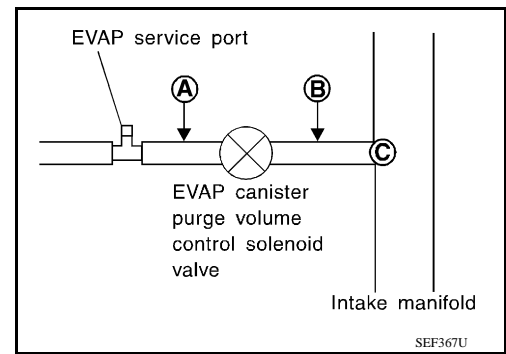 EVAP service port
A
B
C
EVAP canister
purge volume
control solenoid
valve
Intake manifold
SEF367U